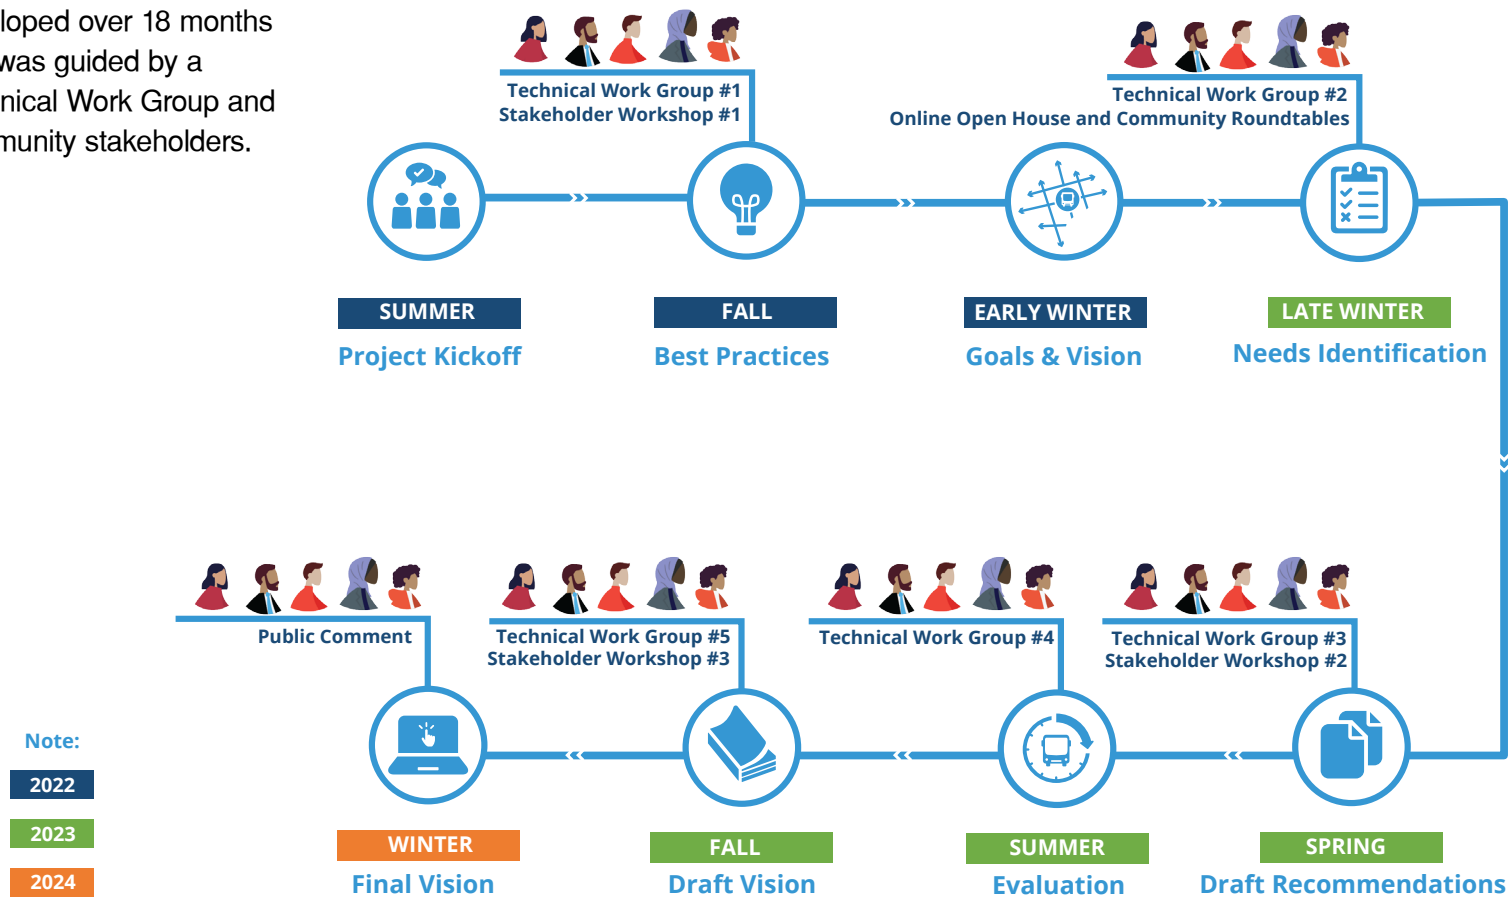 loped over 18 months
was guided by a
nical Work Group and
munity stakeholders.
Technical Work Group #1
Stakeholder Workshop #1
Technical Work Group #2
Online Open House and Community Roundtables
SUMMER
Project Kickoff
FALL
Best Practices
EARLY WINTER
Goals & Vision
LATE WINTER
Needs Identification
Public Comment
Technical Work Group #5
Stakeholder Workshop #3
Technical Work Group #4
Technical Work Group #3
Stakeholder Workshop #2
WINTER
Final Vision
FALL
Draft Vision
SUMMER
Evaluation
SPRING
Draft Recommendations
Note:
2022
2023
2024